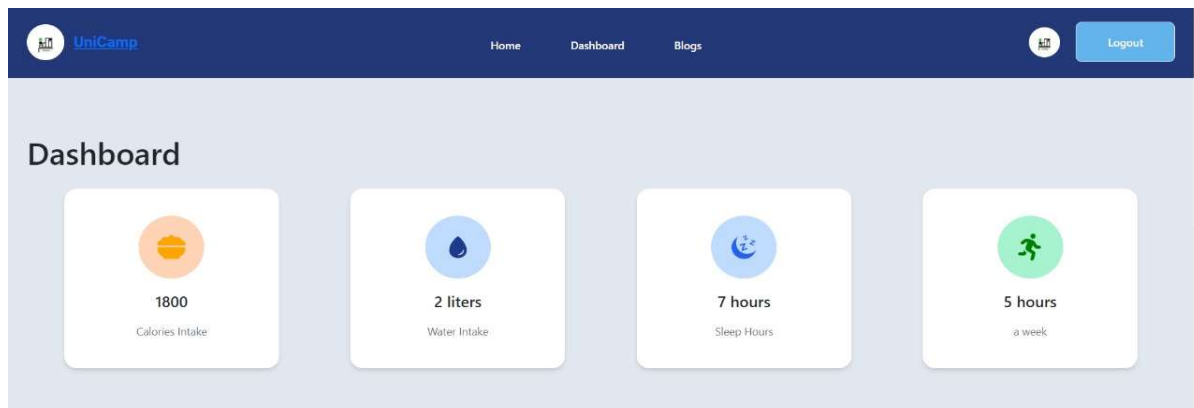 UniCamp Home Dashboard Blogs Logout
Dashboard
1800 2 liters 7 hours 5 hours
Calories Intake Water Intake Sleep Hours a week